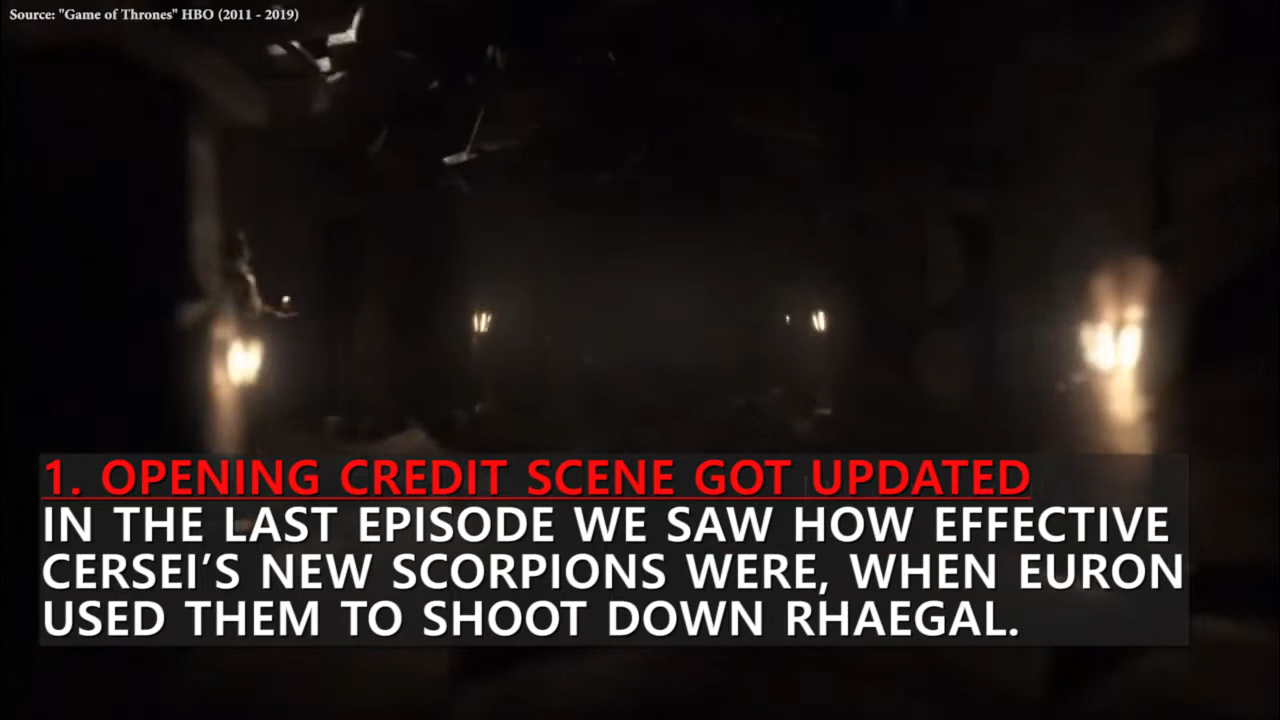 Source: "Game of Thrones" HBO (2011 - 2019)
1. OPENING CREDIT SCENE GOT UPDATED
IN THE LAST EPISODE WE SAW HOW EFFECTIVE
CERSEI’S NEW SCORPIONS WERE, WHEN EURON
USED THEM TO SHOOT DOWN RHAEGAL.